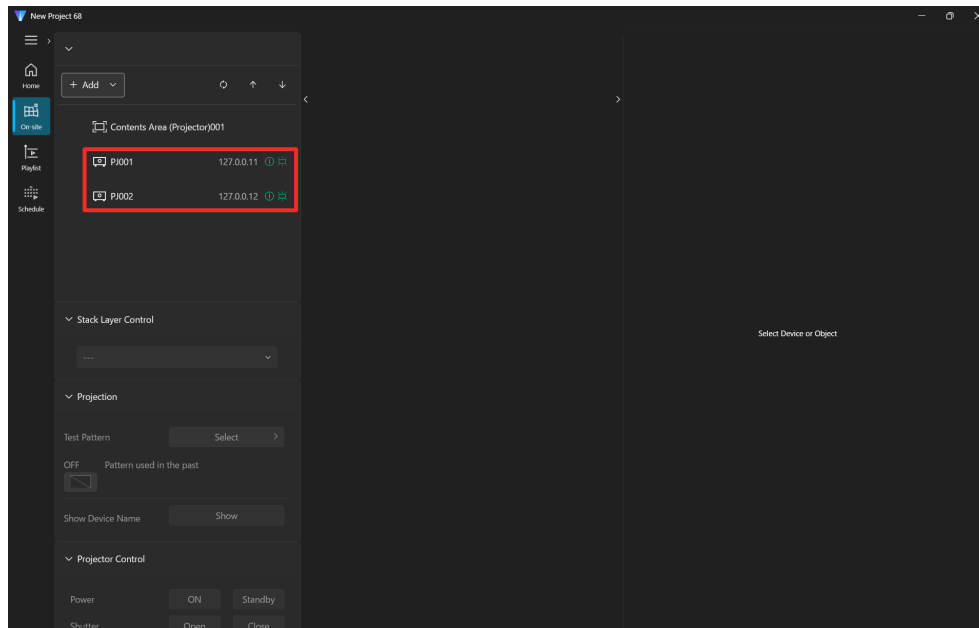 New Project 68
Home
On-site
Playlist
Schedule
+ Add
Contents Area (Projector)001
PJ001 127.0.0.11
PJ002 127.0.0.12
Stack Layer Control
---
Projection
Test Pattern Select
OFF Pattern used in the past
Show Device Name Show
Projector Control
Power ON Standby
Shutter Open Close
Select Device or Object